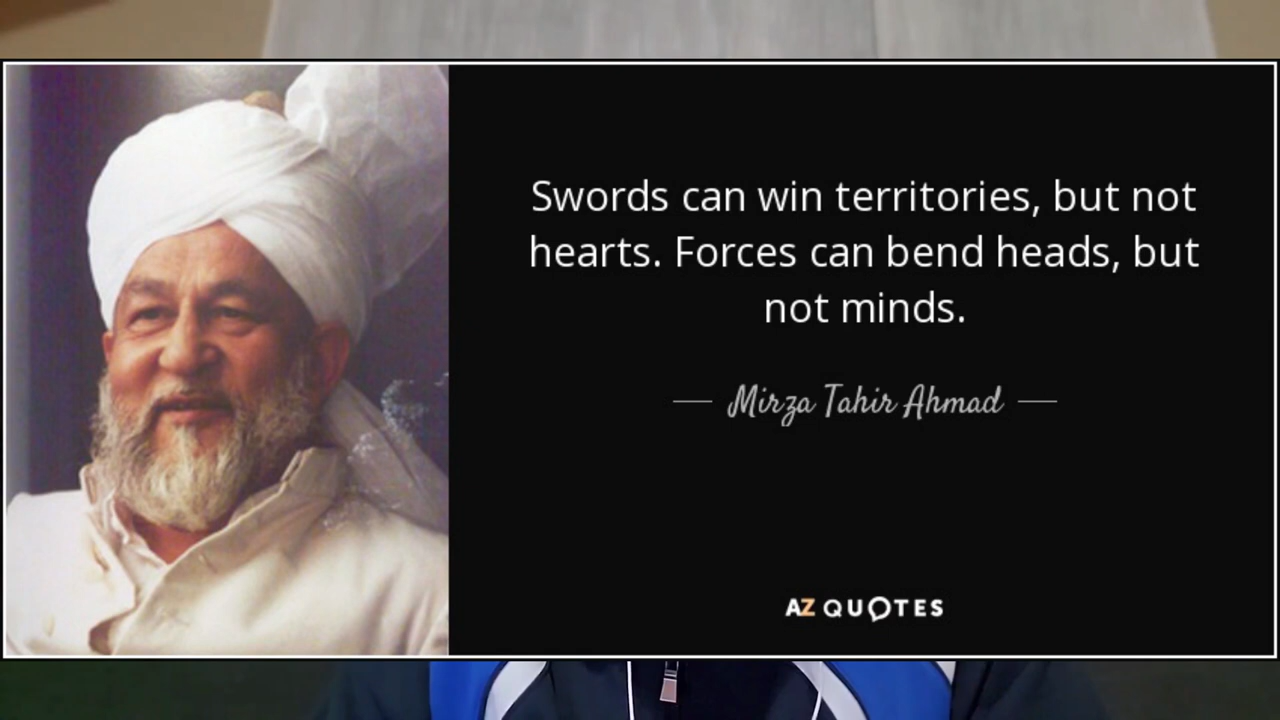 Swords can win territories, but not
hearts. Forces can bend heads, but
not minds.
Mirza Tahir Ahmad
AZ QUOTES